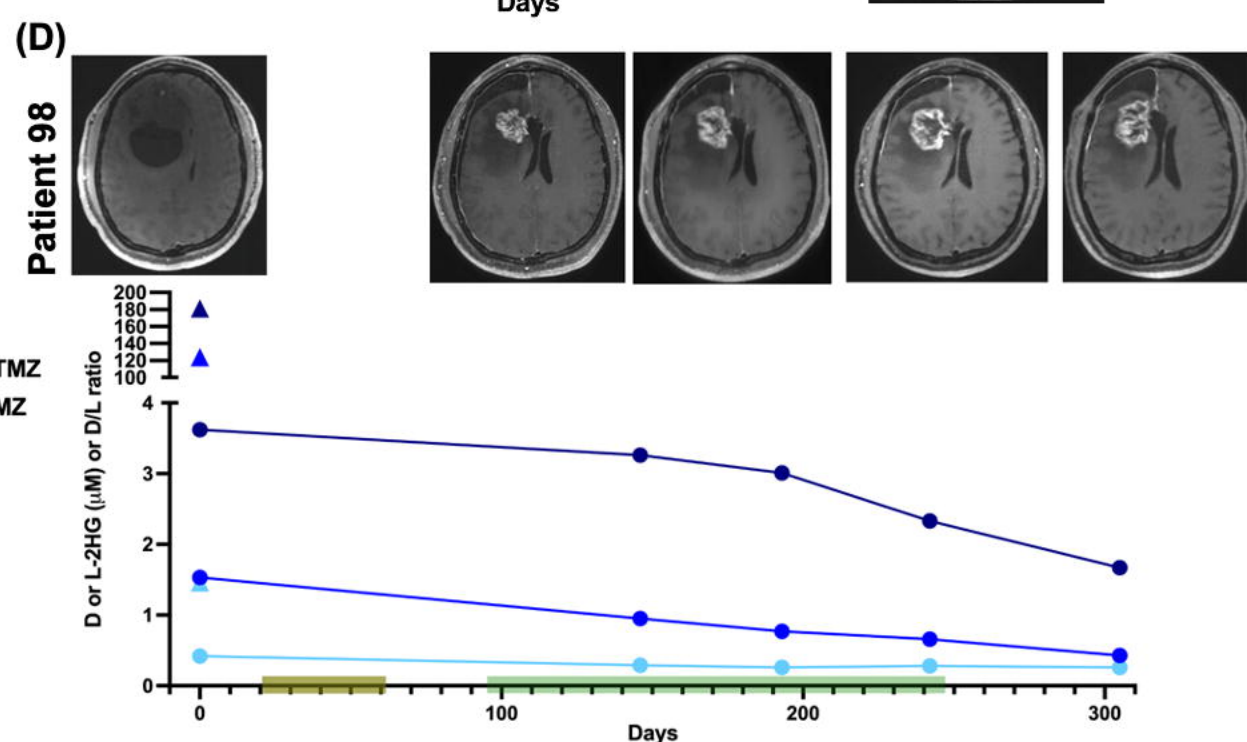 Days
(D)
Patient 98
TMZ
MZ
D or L-2HG (μM) or D/L ratio
200
180
160
140
120
100
4
3
2
1
0
0
100
200
300
Days